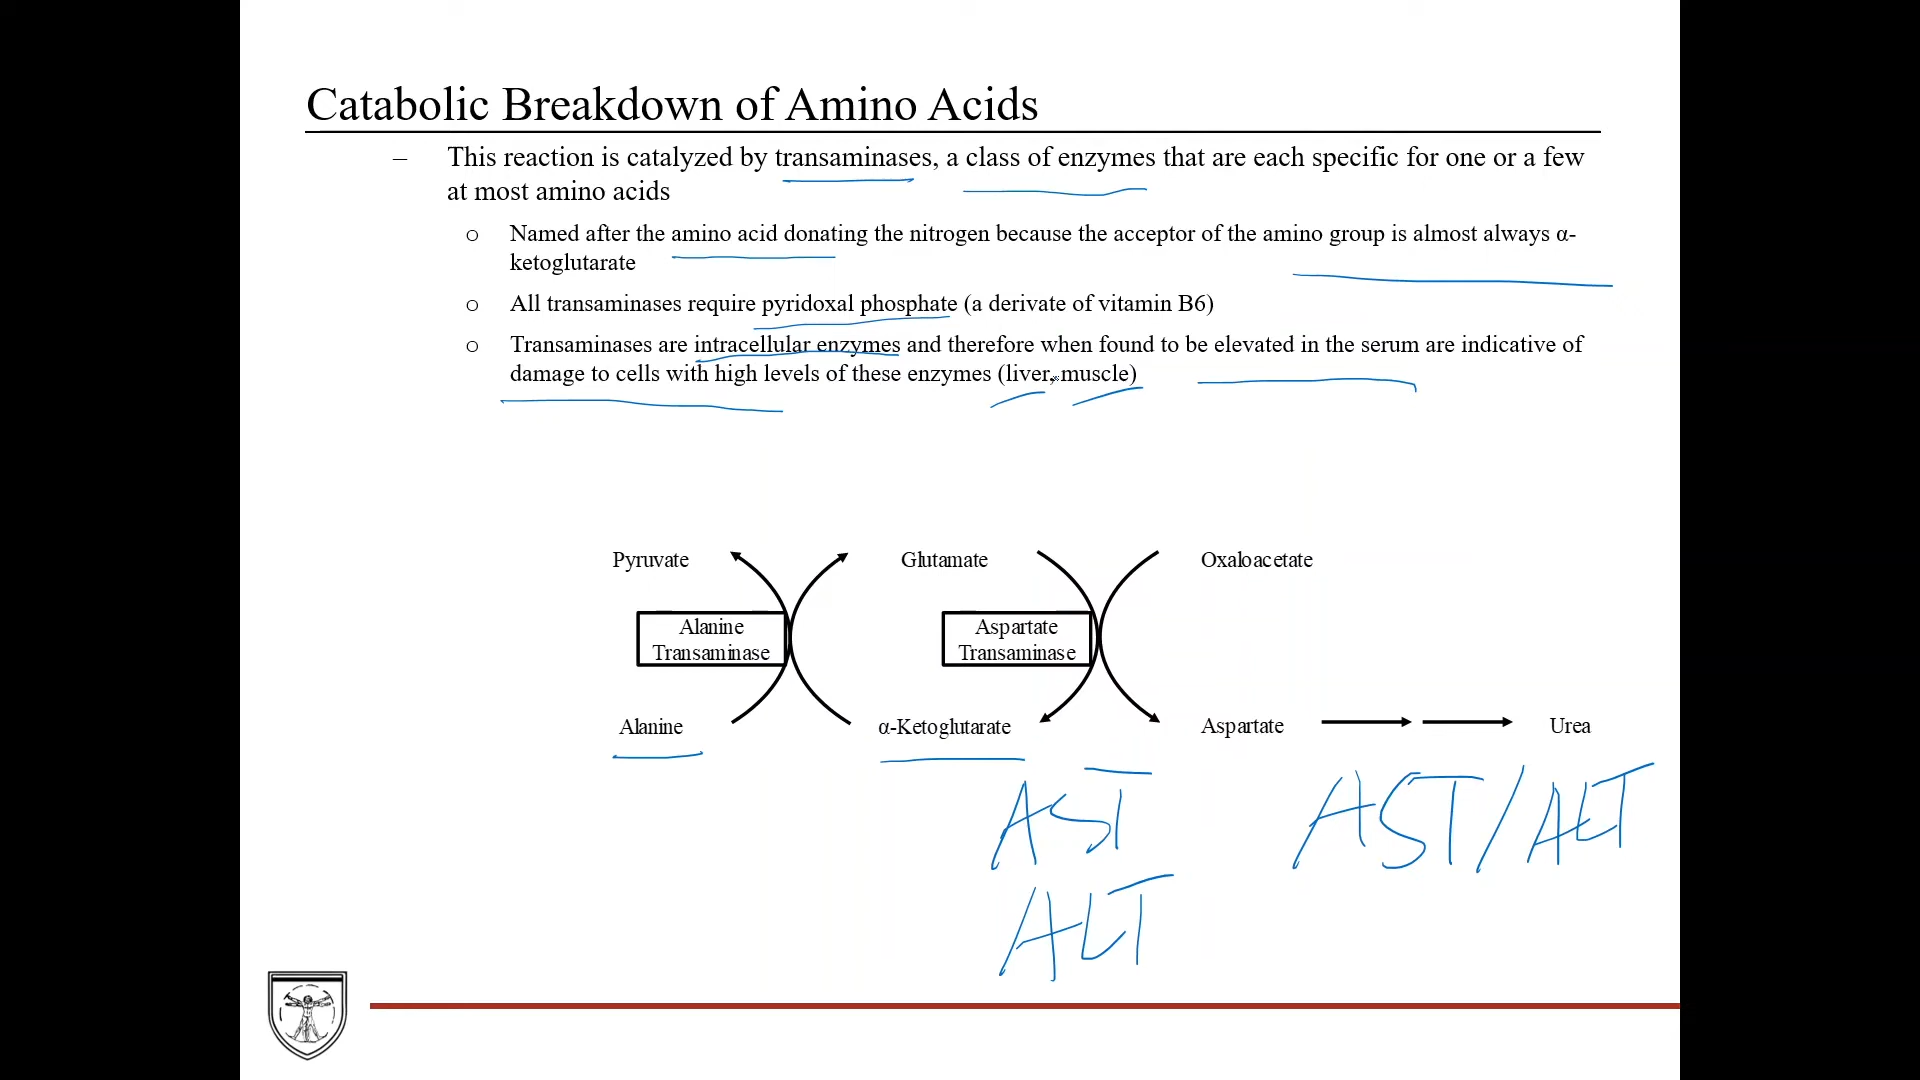 Catabolic Breakdown of Amino Acids
– This reaction is catalyzed by transaminases, a class of enzymes that are each specific for one or a few
at most amino acids
o Named after the amino acid donating the nitrogen because the acceptor of the amino group is almost always α-
ketoglutarate
o All transaminases require pyridoxal phosphate (a derivate of vitamin B6)
o Transaminases are intracellular enzymes and therefore when found to be elevated in the serum are indicative of
damage to cells with high levels of these enzymes (liver, muscle)
Pyruvate Glutamate Oxaloacetate
Alanine
Transaminase
Aspartate
Transaminase
Alanine α-Ketoglutarate Aspartate Urea
AST AST/ALT
ALT